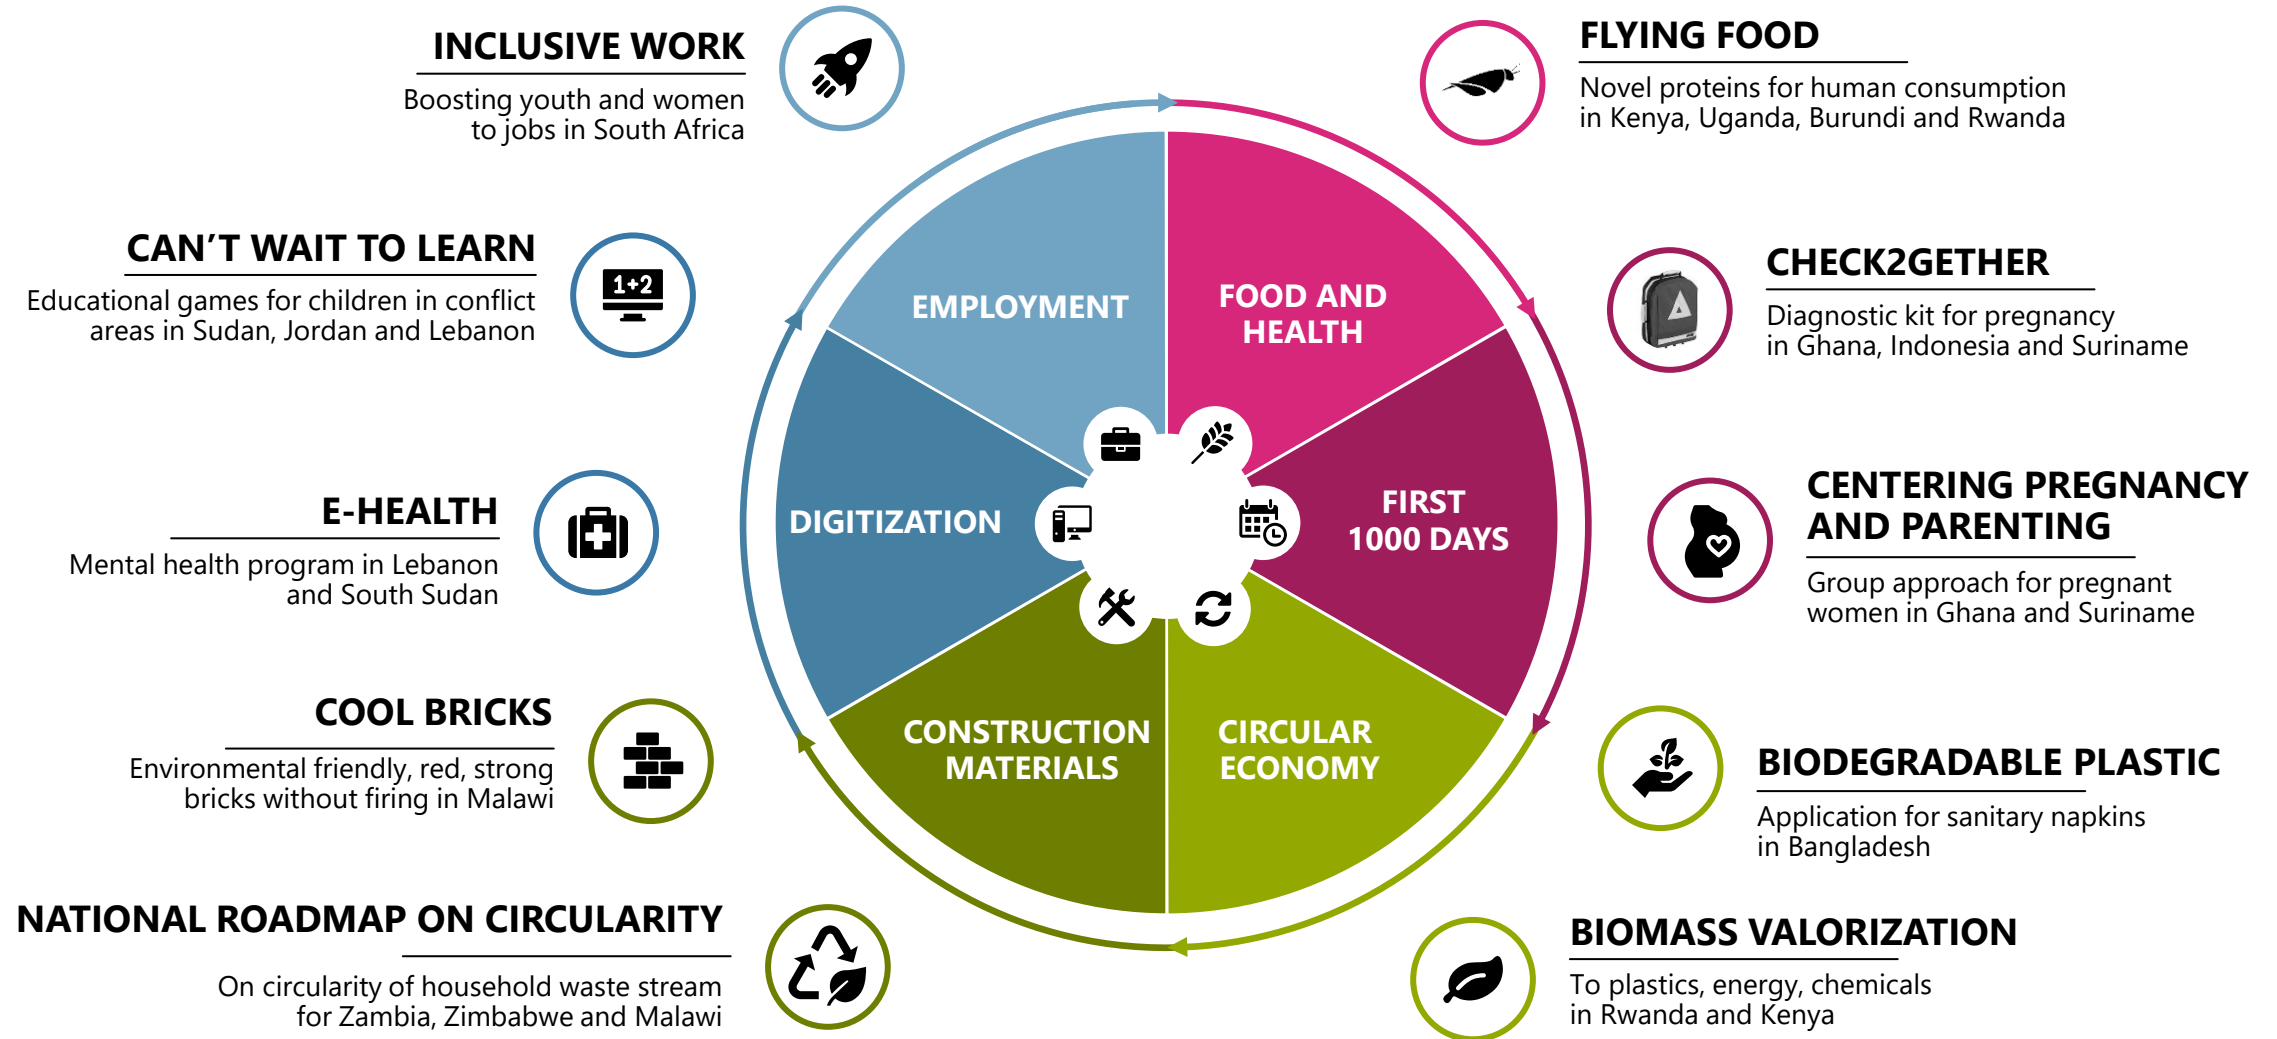 INCLUSIVE WORK
Boosting youth and women
to jobs in South Africa
CAN'T WAIT TO LEARN
1+2
Educational games for children in conflict
areas in Sudan, Jordan and Lebanon
E-HEALTH
Mental health program in Lebanon
and South Sudan
COOL BRICKS
Environmental friendly, red, strong
bricks without firing in Malawi
NATIONAL ROADMAP ON CIRCULARITY
On circularity of household waste stream
for Zambia, Zimbabwe and Malawi
EMPLOYMENT
FOOD AND
HEALTH
DIGITIZATION
FIRST
1000 DAYS
CONSTRUCTION
MATERIALS
CIRCULAR
ECONOMY
FLYING FOOD
Novel proteins for human consumption
in Kenya, Uganda, Burundi and Rwanda
CHECK2GETHER
Diagnostic kit for pregnancy
in Ghana, Indonesia and Suriname
CENTERING PREGNANCY
AND PARENTING
Group approach for pregnant
women in Ghana and Suriname
BIODEGRADABLE PLASTIC
Application for sanitary napkins
in Bangladesh
BIOMASS VALORIZATION
To plastics, energy, chemicals
in Rwanda and Kenya